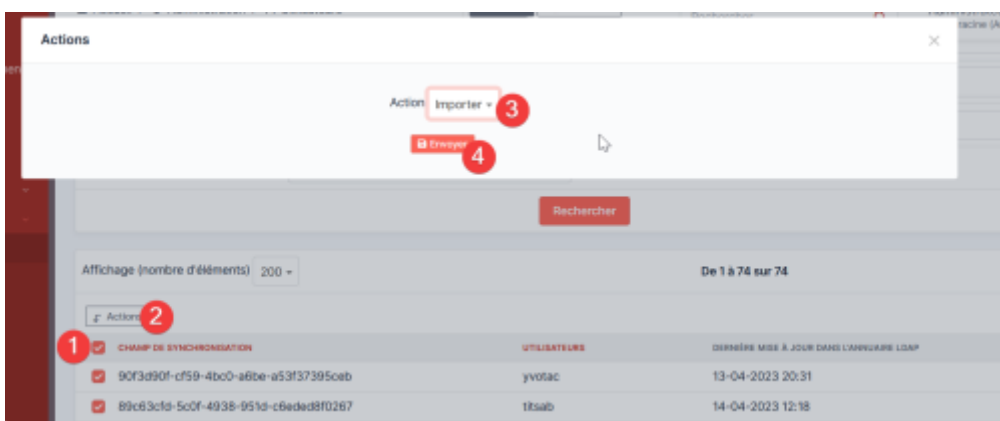 Actions
Action Importer
3
Envoyer
4
Rechercher
Affichage (nombre d'éléments) 200
De 1 à 74 sur 74
Actions
2
1
CHAMP DE SYNCHRONISATION UTILISATEURS DERNIÈRE MISE À JOUR DANS L'ANNUAIRE LDAP
90f3d90f-cf59-4bc0-a6be-a53f37395ceb yvotac 13-04-2023 20:31
89c63cfd-5c0f-4938-951d-c6eded8f0267 titsab 14-04-2023 12:18